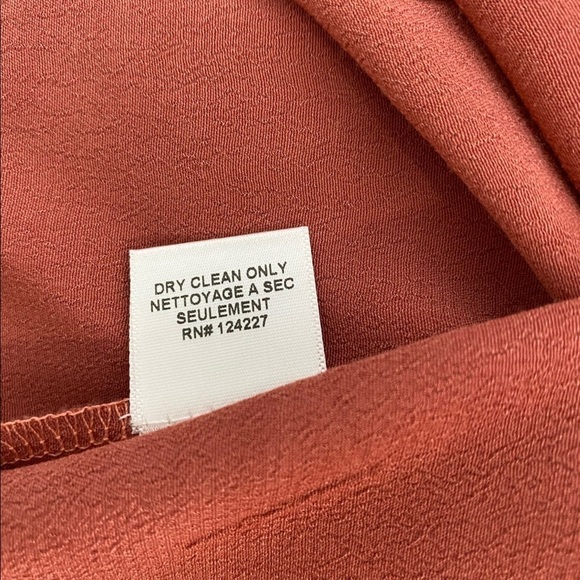 DRY CLEAN ONLY
NETTOYAGE A SEC
SEULEMENT
RN# 124227